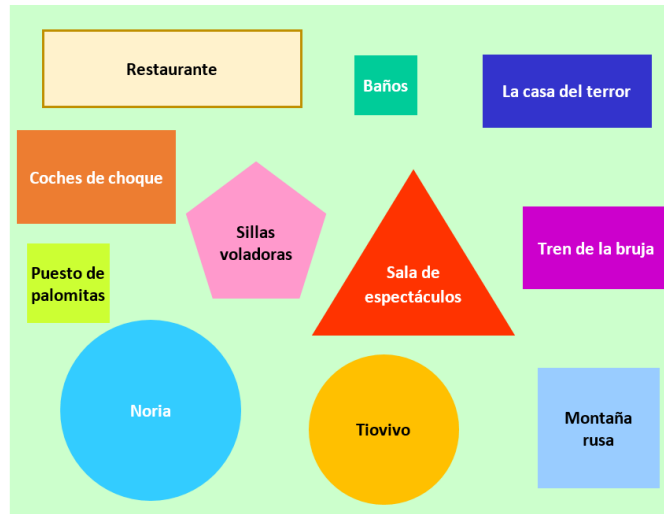 Restaurante
Baños
La casa del terror
Coches de choque
Sillas
voladoras
Tren de la bruja
Puesto de
palomitas
Sala de
espectáculos
Noria
Tiovivo
Montaña
rusa